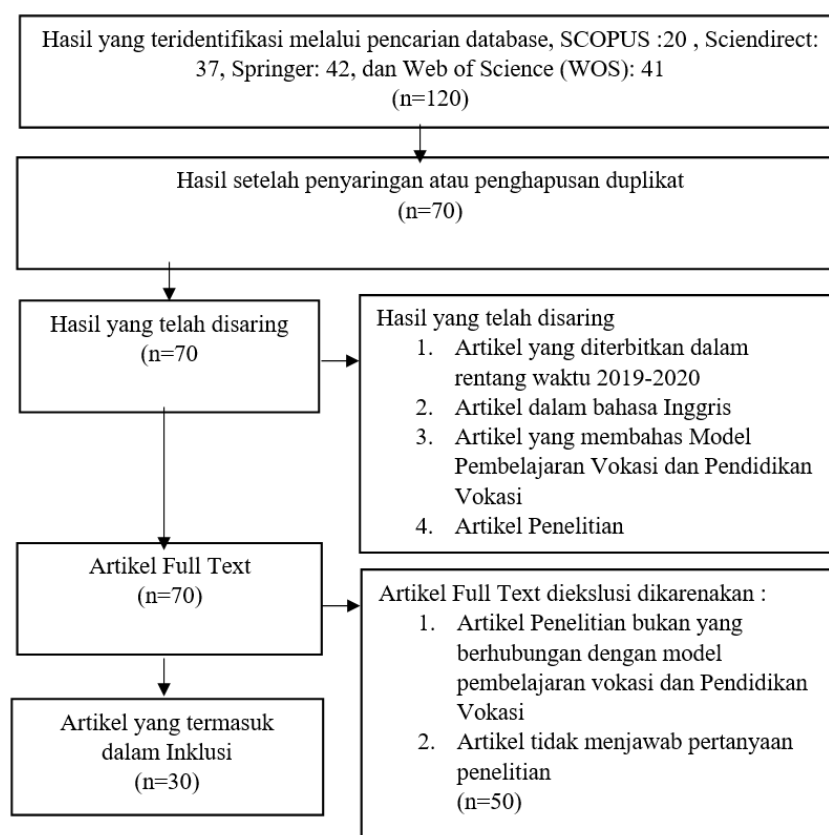 Hasil yang teridentifikasi melalui pencarian database, SCOPUS :20 , Sciendirect:
37, Springer: 42, dan Web of Science (WOS): 41
(n=120)
Hasil setelah penyaringan atau penghapusan duplikat
(n=70)
Hasil yang telah disaring
(n=70
Hasil yang telah disaring
1. Artikel yang diterbitkan dalam
rentang waktu 2019-2020
2. Artikel dalam bahasa Inggris
3. Artikel yang membahas Model
Pembelajaran Vokasi dan Pendidikan
Vokasi
4. Artikel Penelitian
Artikel Full Text
(n=70)
Artikel Full Text diekslusi dikarenakan :
1. Artikel Penelitian bukan yang
berhubungan dengan model
pembelajaran vokasi dan Pendidikan
Vokasi
2. Artikel tidak menjawab pertanyaan
penelitian
(n=50)
Artikel yang termasuk
dalam Inklusi
(n=30)